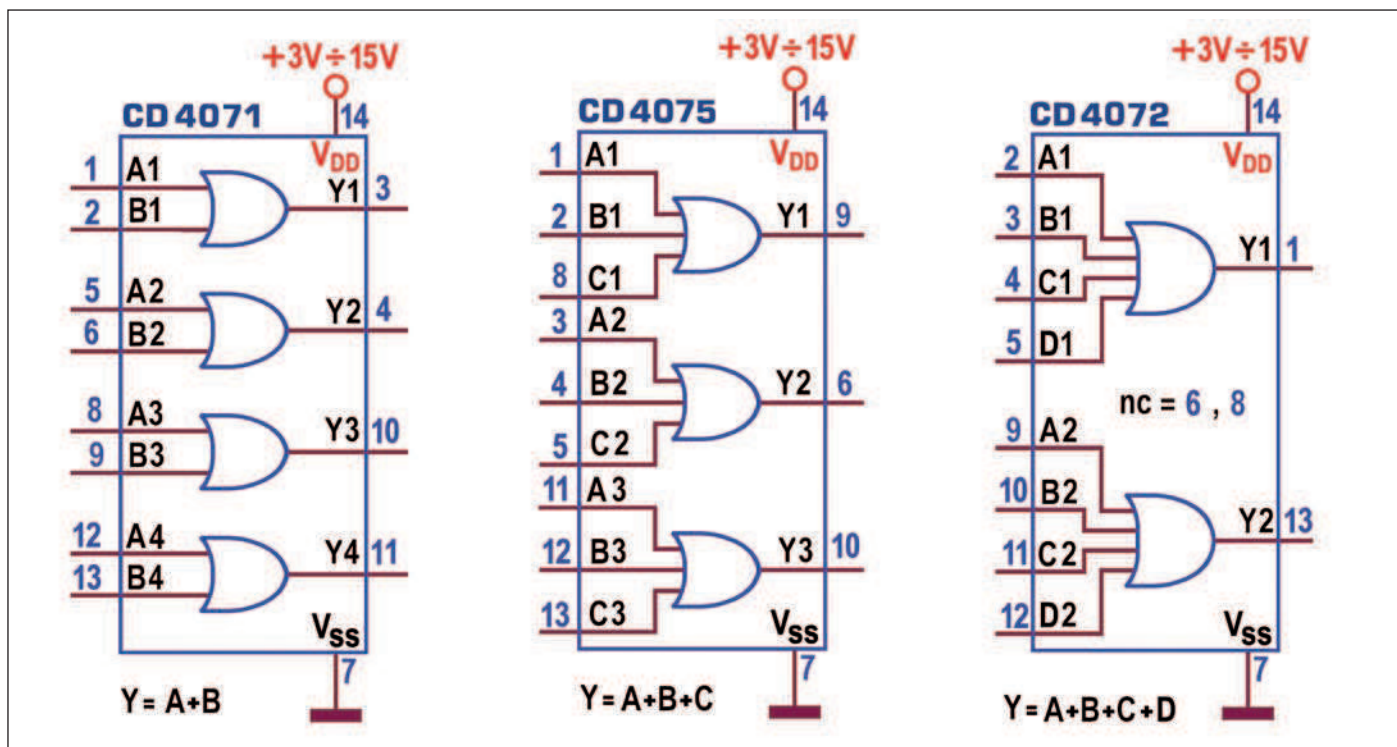 +3V÷15V
CD4071
14
VDD
1 A1
Y1 3
2 B1
5 A2
Y2 4
6 B2
8 A3
Y3 10
9 B3
12 A4
Y4 11
13 B4
VSS
7
Y= A+B
+3V÷15V
CD4075
14
VDD
1 A1
2 B1
Y1 9
8 C1
3 A2
4 B2
Y2 6
5 C2
11 A3
12 B3
Y3 10
13 C3
VSS
7
Y=A+B+C
+3V÷15V
CD4072
14
VDD
2 A1
3 B1
Y1 1
4 C1
5 D1
nc = 6 , 8
9 A2
10 B2
Y2 13
11 C2
12 D2
VSS
7
Y=A+B+C+D